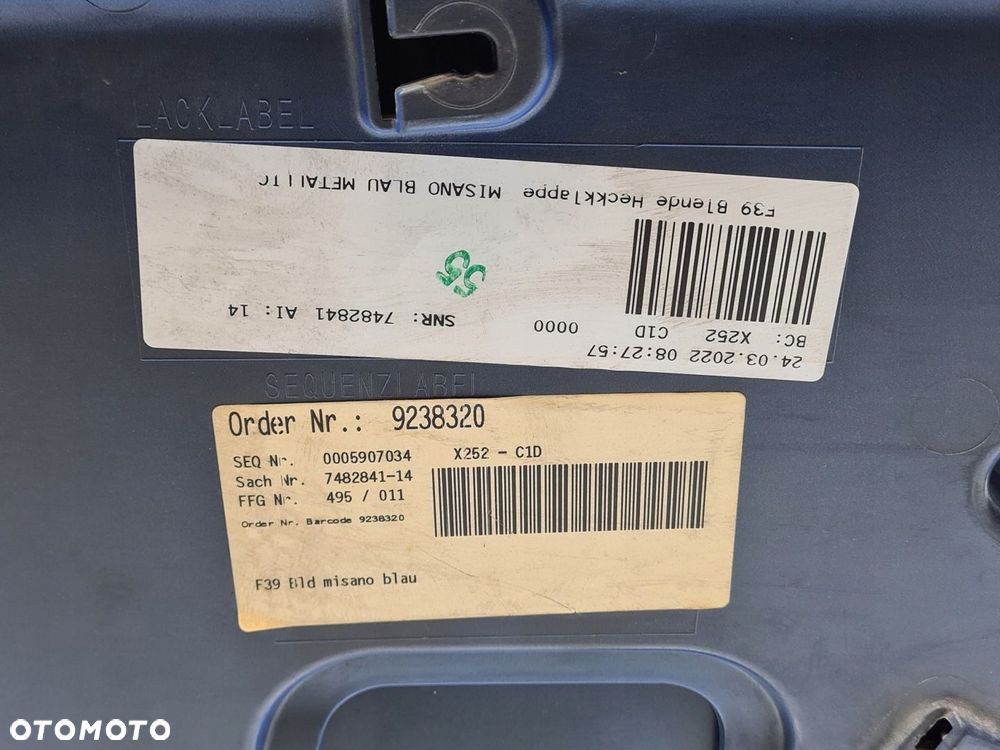 LACKLABEL
24.03.2022 08:27:57
BC: X252 C1D 0000
SNR: 7482841 AI: 14
55
F39 Blende Heckklappe MISANO BLAU METALLIC
SEQUENZLABEL
Order Nr.: 9238320
SEQ Nr. 0005907034 X252 - C1D
Sach Nr. 7482841-14
FFG Nr. 495 / 011
Order Nr. Barcode 9238320
F39 Bld misano blau
OTOMOTO